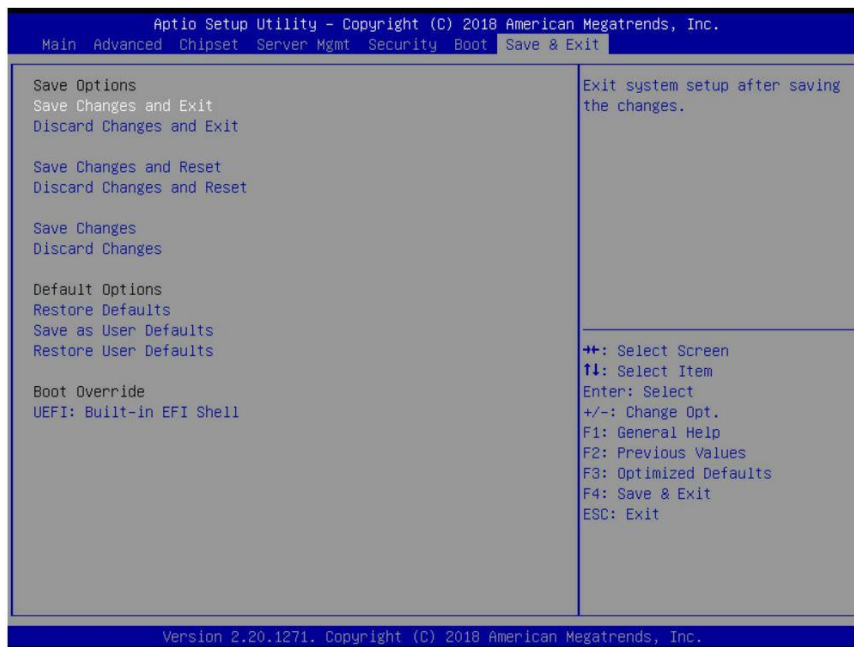 Aptio Setup Utility – Copyright (C) 2018 American Megatrends, Inc.
Main Advanced Chipset Server Mgmt Security Boot Save & Exit
Save Options
Save Changes and Exit
Discard Changes and Exit
Save Changes and Reset
Discard Changes and Reset
Save Changes
Discard Changes
Default Options
Restore Defaults
Save as User Defaults
Restore User Defaults
Boot Override
UEFI: Built-in EFI Shell
Exit system setup after saving
the changes.
→←: Select Screen
↑↓: Select Item
Enter: Select
+/-: Change Opt.
F1: General Help
F2: Previous Values
F3: Optimized Defaults
F4: Save & Exit
ESC: Exit
Version 2.20.1271. Copyright (C) 2018 American Megatrends, Inc.